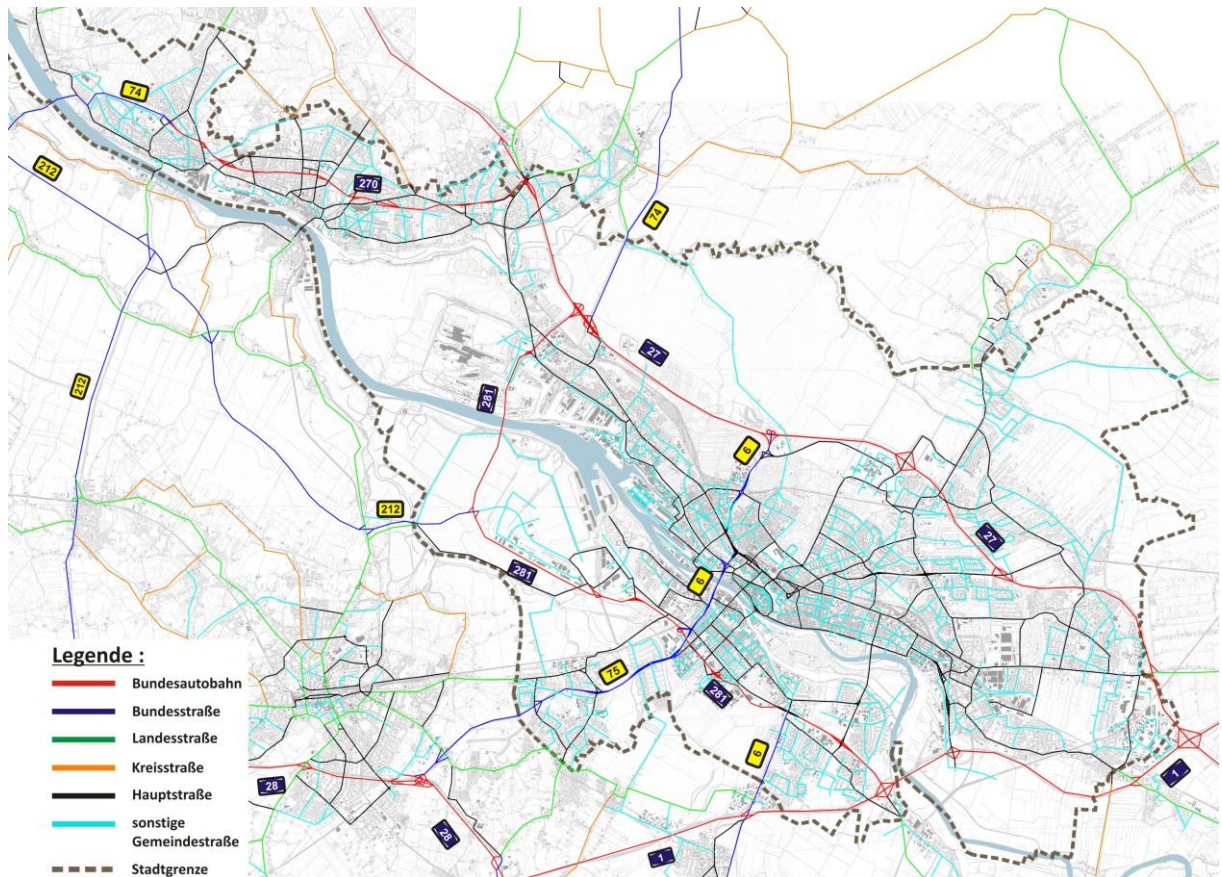 74
212
270
74
27
281
212
6
212
27
281
6
75
281
6
28
28
1
1
Legende :
Bundesautobahn
Bundesstraße
Landesstraße
Kreisstraße
Hauptstraße
sonstige
Gemeindestraße
Stadtgrenze